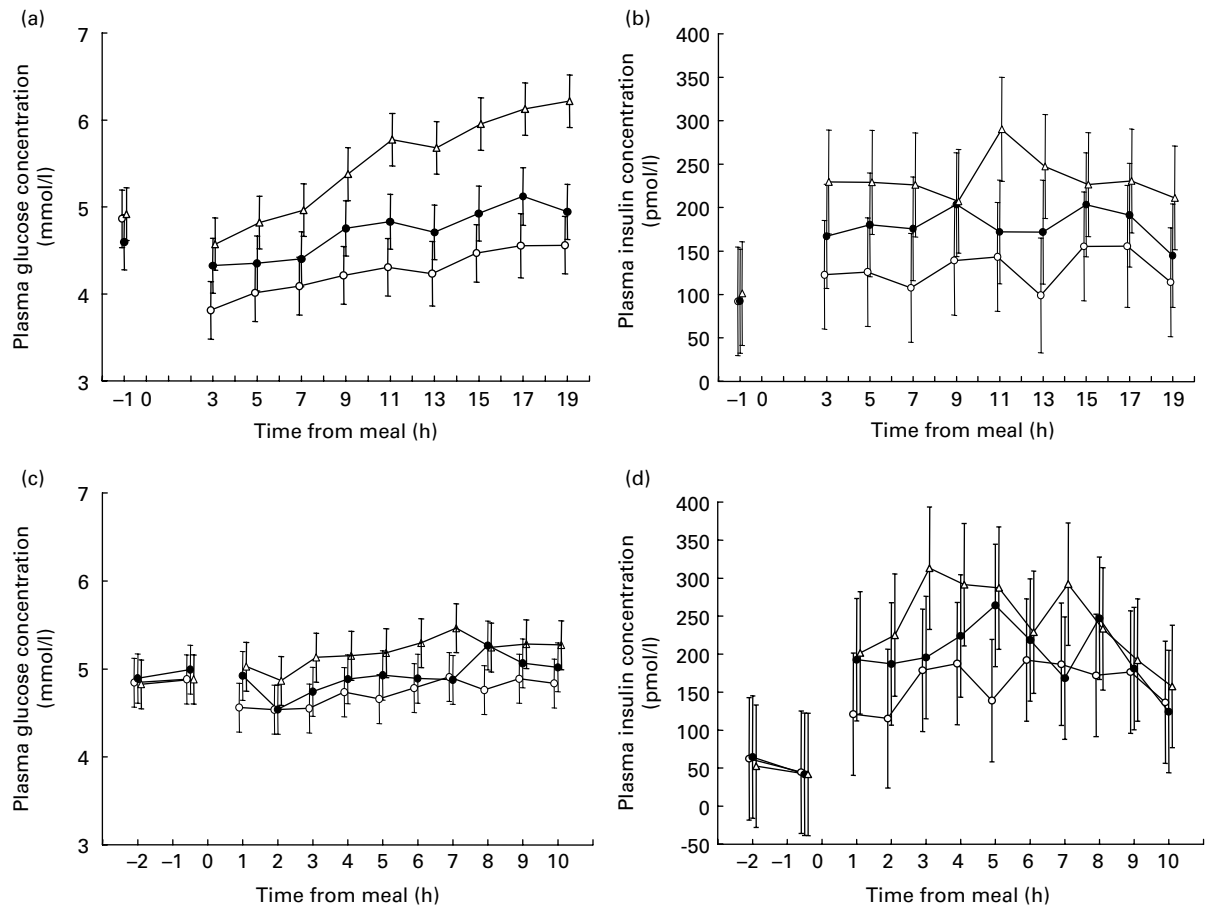 (a)
7
6
5
4
3
Plasma glucose concentration
(mmol/l)
–1 0 3 5 7 9 11 13 15 17 19
Time from meal (h)
(b)
400
350
300
250
200
150
100
50
0
Plasma insulin concentration
(pmol/l)
–1 0 3 5 7 9 11 13 15 17 19
Time from meal (h)
(c)
7
6
5
4
3
Plasma glucose concentration
(mmol/l)
–2 –1 0 1 2 3 4 5 6 7 8 9 10
Time from meal (h)
(d)
400
350
300
250
200
150
100
50
0
-50
Plasma insulin concentration
(pmol/l)
–2 –1 0 1 2 3 4 5 6 7 8 9 10
Time from meal (h)